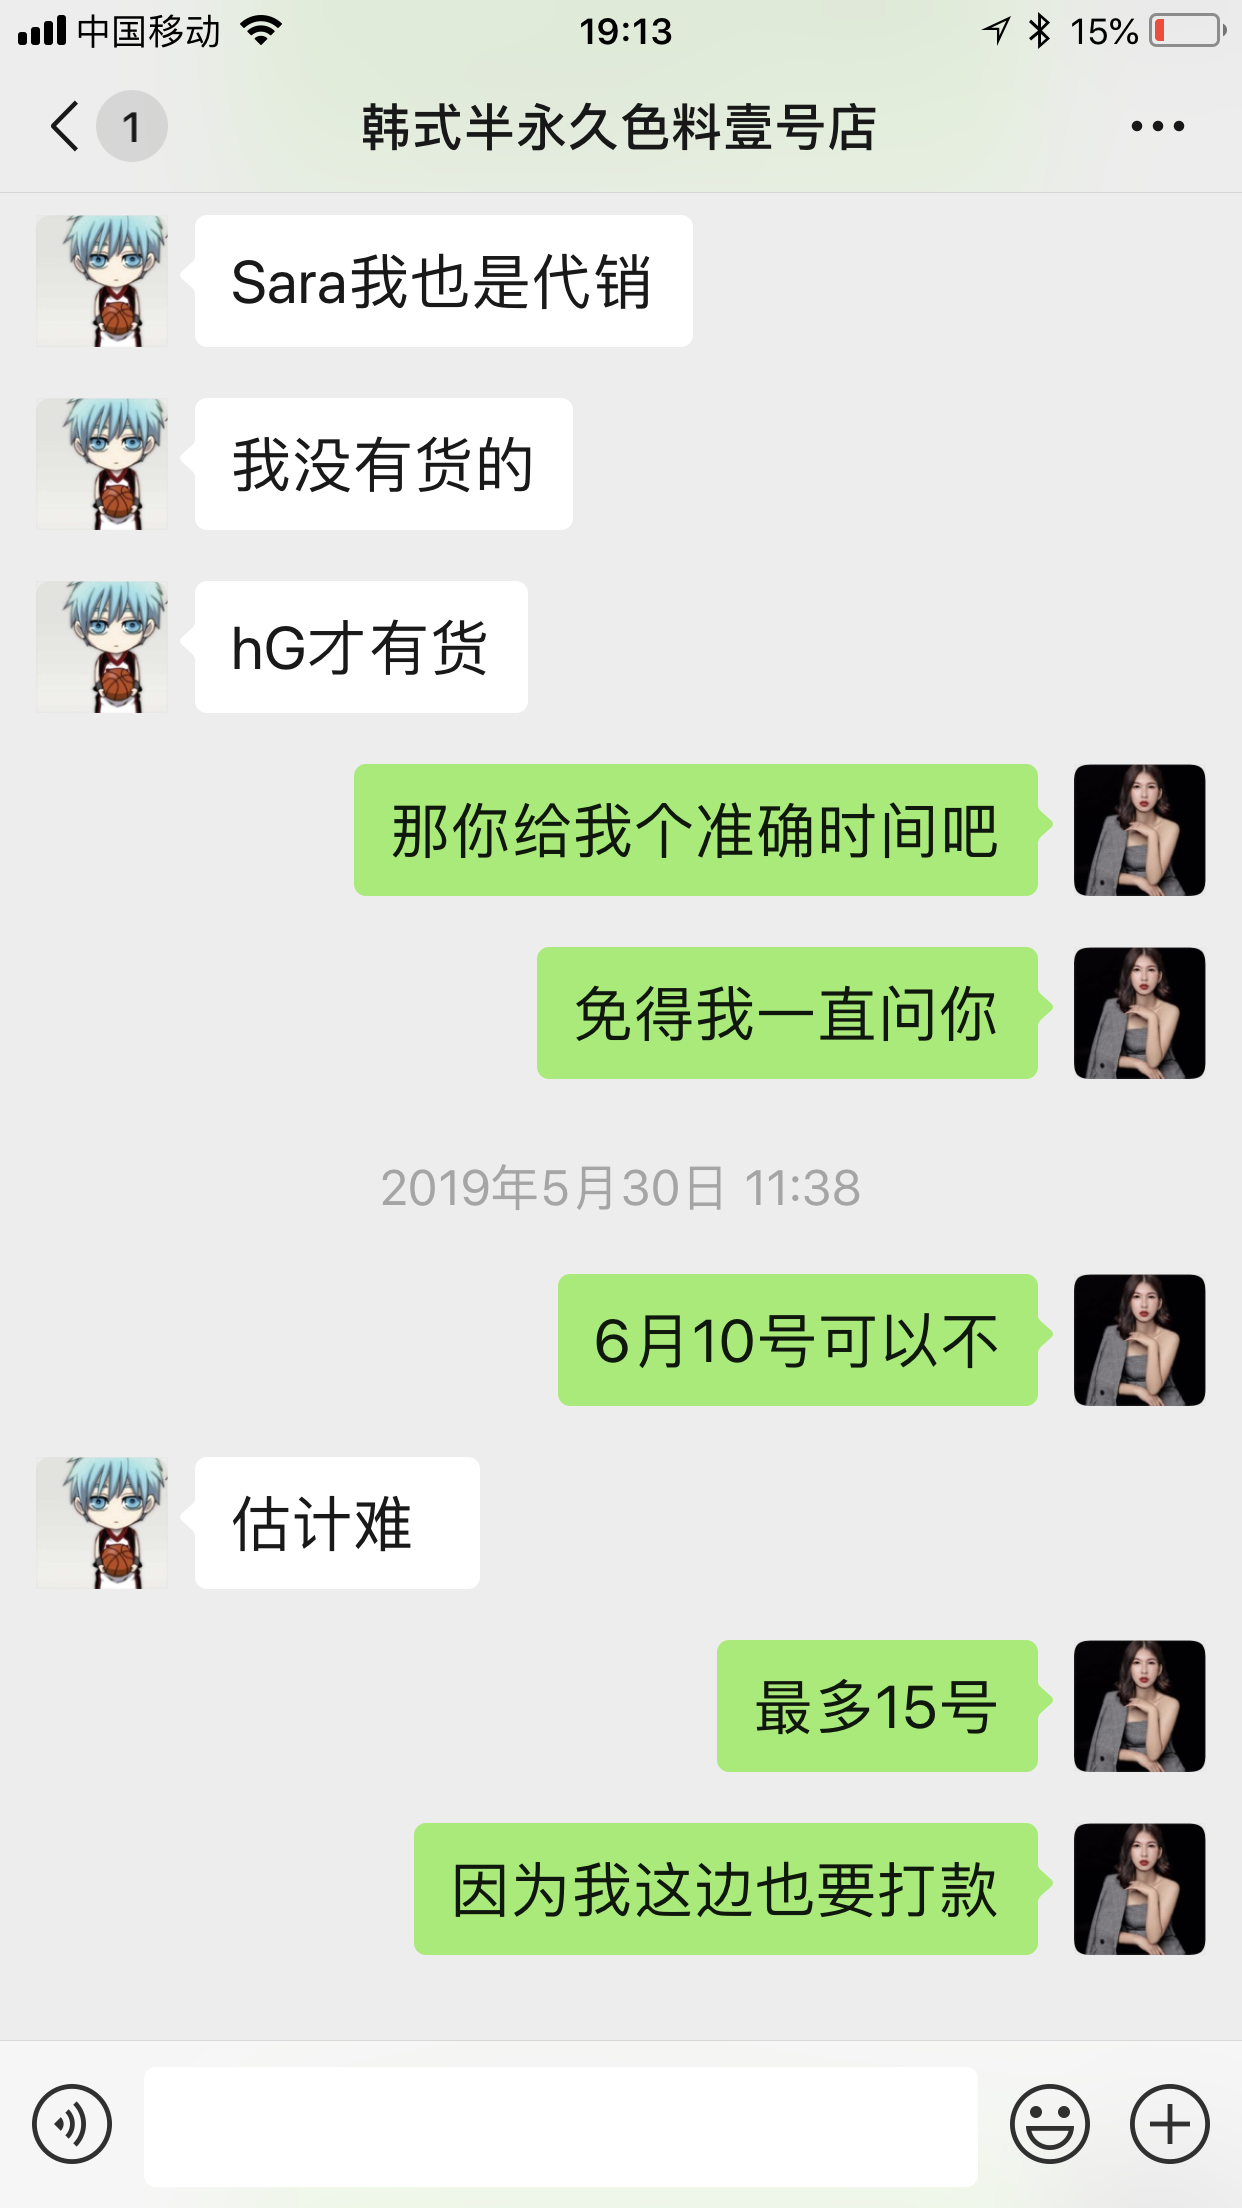 中国移动 19:13 15%
1 韩式半永久色料壹号店
Sara我也是代销
我没有货的
hG才有货
那你给我个准确时间吧
免得我一直问你
2019年5月30日 11:38
6月10号可以不
估计难
最多15号
因为我这边也要打款